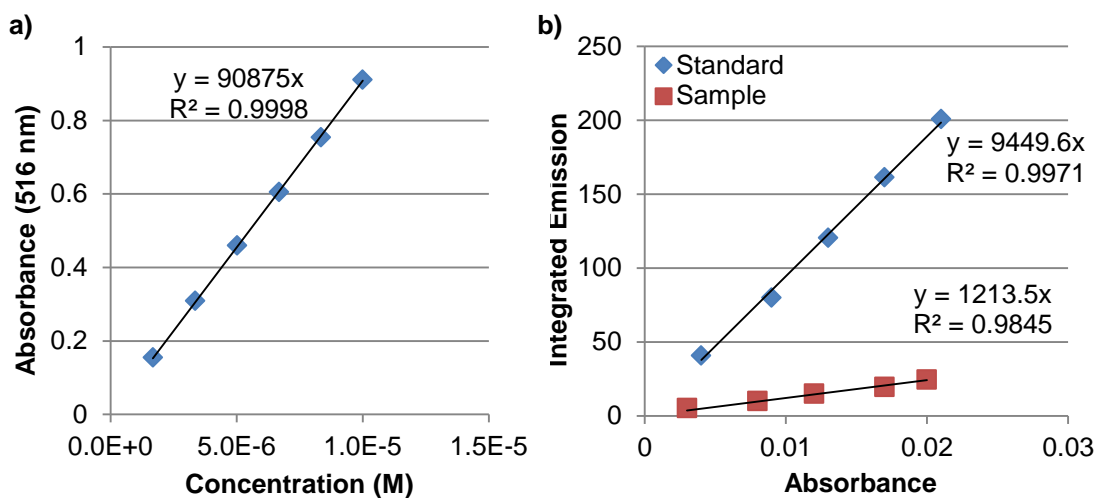 a)
Absorbance (516 nm)
1
0.8
0.6
0.4
0.2
0
y = 90875x
R² = 0.9998
0.0E+0
5.0E-6
1.0E-5
1.5E-5
Concentration (M)
b)
Integrated Emission
250
200
150
100
50
0
Standard
Sample
y = 9449.6x
R² = 0.9971
y = 1213.5x
R² = 0.9845
0
0.01
0.02
0.03
Absorbance